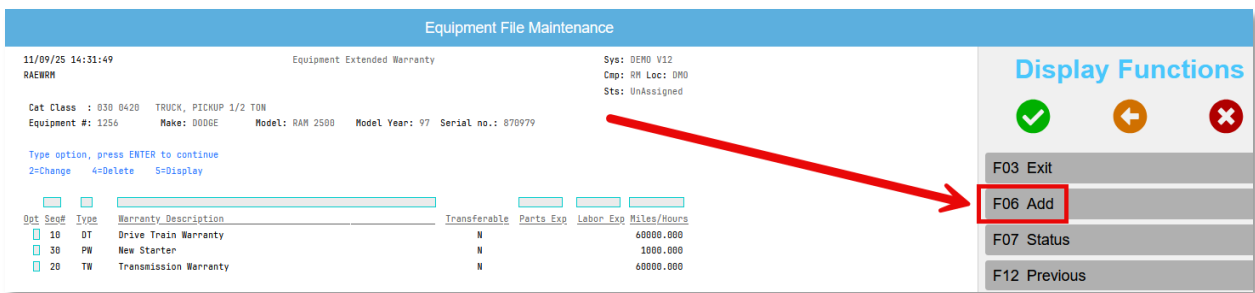 Equipment File Maintenance
11/09/25 14:31:49 Equipment Extended Warranty Sys: DEMO V12
RAEWRM Cmp: RM Loc: DMO
Sts: UnAssigned
Cat Class : 030 0420 TRUCK, PICKUP 1/2 TON
Equipment #: 1256 Make: DODGE Model: RAM 2500 Model Year: 97 Serial no.: 870979
Type option, press ENTER to continue
2=Change 4=Delete 5=Display
Opt Seq# Type Warranty Description Transferable Parts Exp Labor Exp Miles/Hours
10 DT Drive Train Warranty N 60000.000
30 PW New Starter N 1000.000
20 TW Transmission Warranty N 60000.000
Display Functions
F03 Exit
F06 Add
F07 Status
F12 Previous